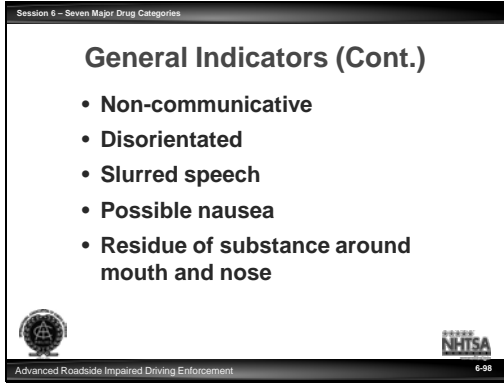 Session 6 – Seven Major Drug Categories
General Indicators (Cont.)
• Non-communicative
• Disorientated
• Slurred speech
• Possible nausea
• Residue of substance around
mouth and nose
NHTSA
Advanced Roadside Impaired Driving Enforcement
6-98